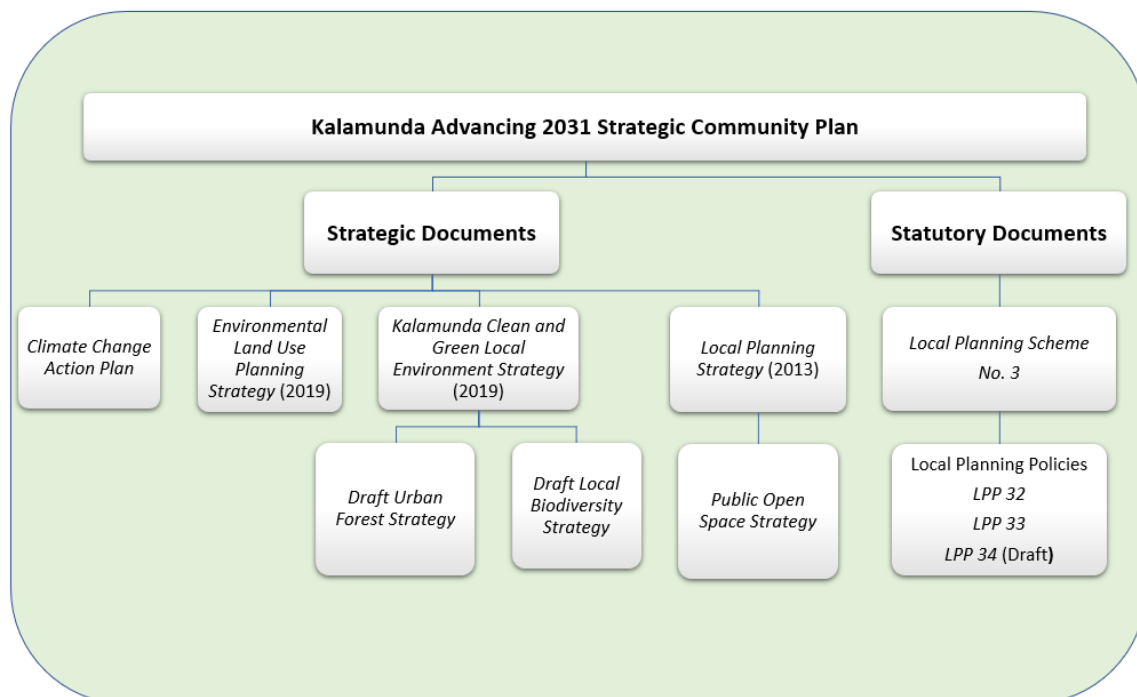 Kalamunda Advancing 2031 Strategic Community Plan
Strategic Documents
Statutory Documents
Climate Change
Action Plan
Environmental
Land Use
Planning
Strategy (2019)
Kalamunda Clean and
Green Local
Environment Strategy
(2019)
Local Planning
Strategy (2013)
Local Planning Scheme
No. 3
Draft Urban
Forest Strategy
Draft Local
Biodiversity
Strategy
Public Open
Space Strategy
Local Planning Policies
LPP 32
LPP 33
LPP 34 (Draft)